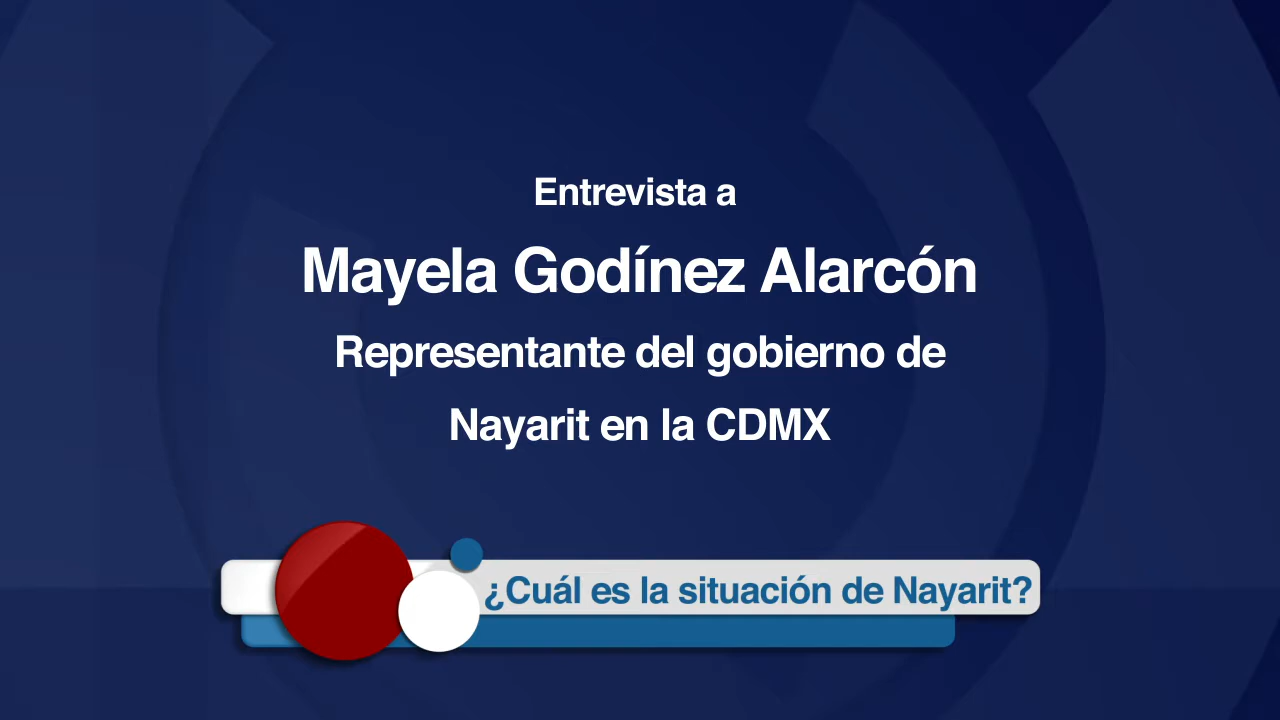 Entrevista a
Mayela Godínez Alarcón
Representante del gobierno de
Nayarit en la CDMX
¿Cuál es la situación de Nayarit?